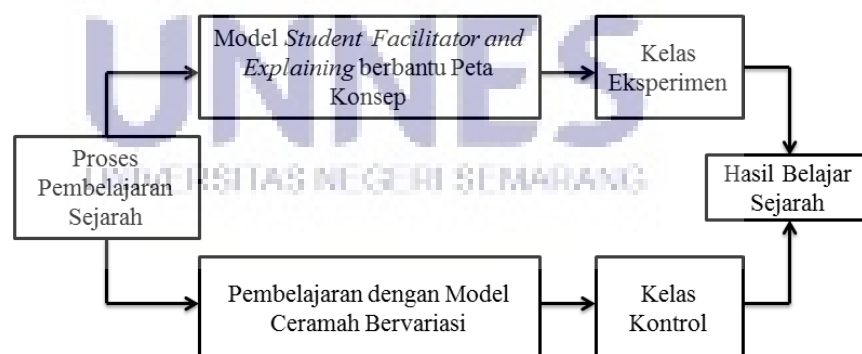 UNNES
UNIVERSITAS NEGERI SEMARANG
Model Student Facilitator and
Explaining berbantu Peta
Konsep
Kelas
Eksperimen
Proses
Pembelajaran
Sejarah
Hasil Belajar
Sejarah
Pembelajaran dengan Model
Ceramah Bervariasi
Kelas
Kontrol